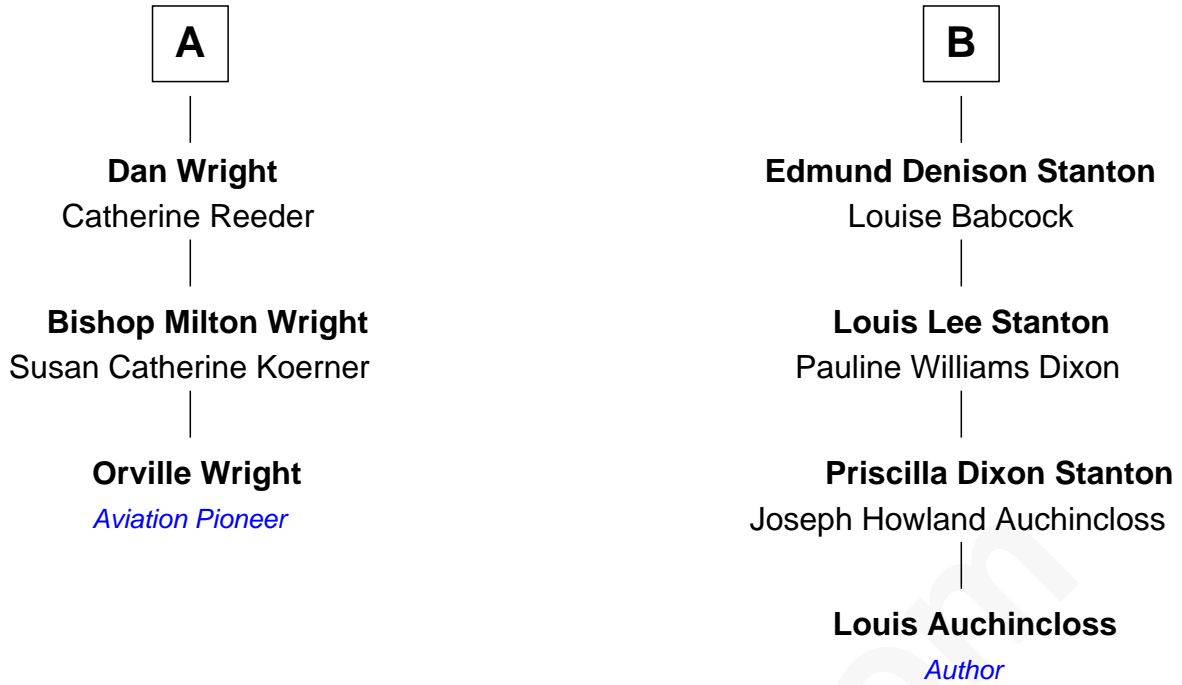 A
Dan Wright
Catherine Reeder
Bishop Milton Wright
Susan Catherine Koerner
Orville Wright
Aviation Pioneer
B
Edmund Denison Stanton
Louise Babcock
Louis Lee Stanton
Pauline Williams Dixon
Priscilla Dixon Stanton
Joseph Howland Auchincloss
Louis Auchincloss
Author